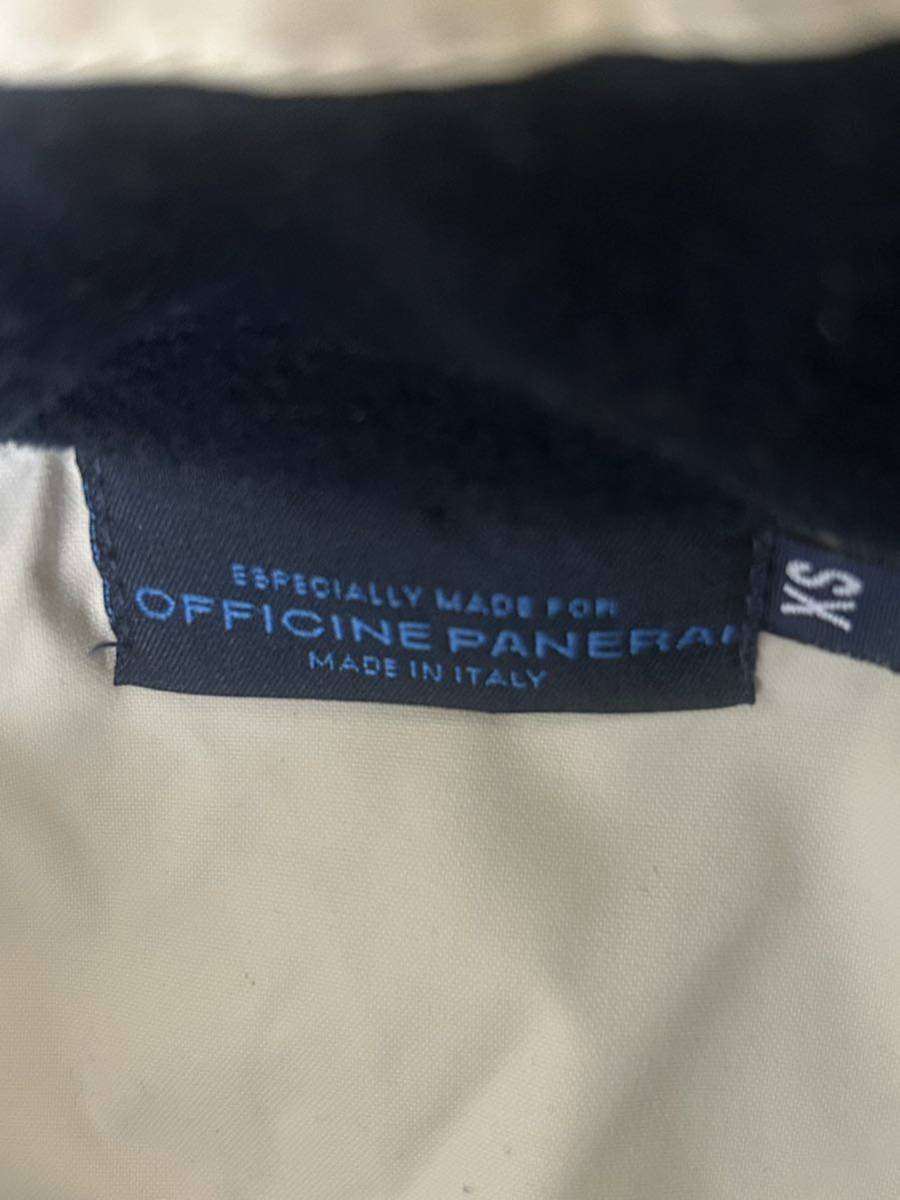 ESPECIALLY MADE FOR
OFFICINE PANERAI
MADE IN ITALY
XS